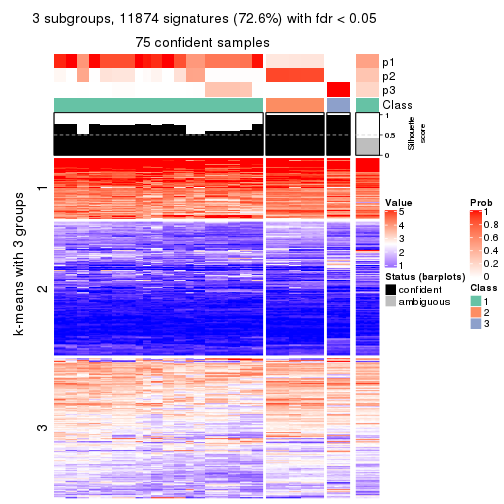 3 subgroups, 11874 signatures (72.6%) with fdr < 0.05
75 confident samples
p1
p2
p3
Class
1
0.5
0
Silhouette
score
k-means with 3 groups
1
2
3
Value
5
4
3
2
1
Status (barplots)
confident
ambiguous
Prob
1
0.8
0.6
0.4
0.2
0
Class
1
2
3